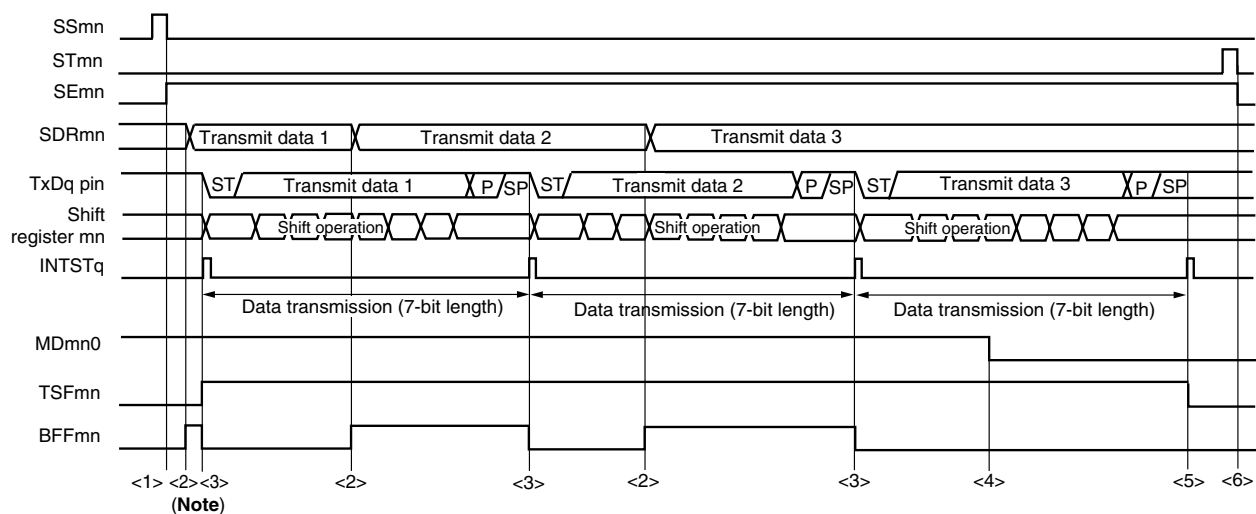 SSmn
STmn
SEmn
SDRmn Transmit data 1 Transmit data 2 Transmit data 3
TxDq pin ST Transmit data 1 P SP ST Transmit data 2 P SP ST Transmit data 3 P SP
Shift
register mn Shift operation Shift operation Shift operation
INTSTq
Data transmission (7-bit length) Data transmission (7-bit length) Data transmission (7-bit length)
MDmn0
TSFmn
BFFmn
<1> <2> <3> <2> <3> <2> <3> <4> <5> <6>
(Note)